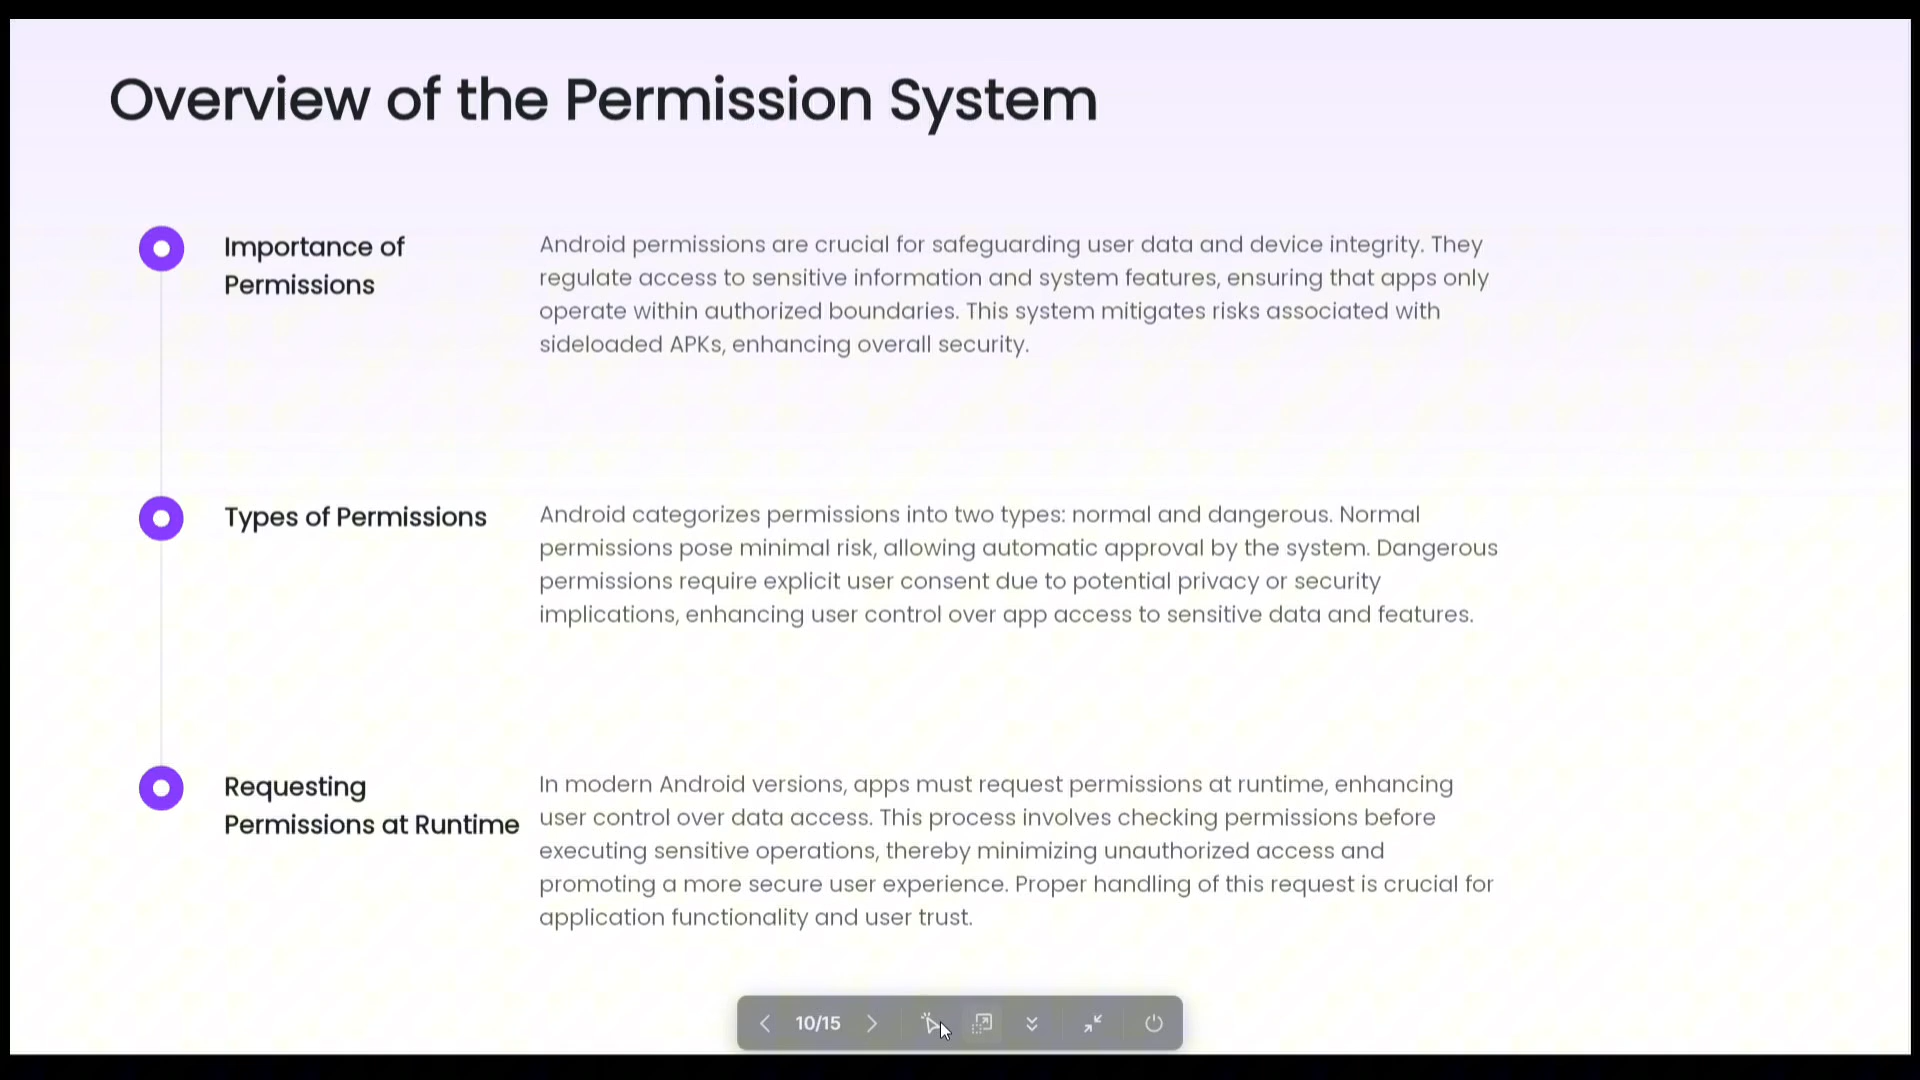 Overview of the Permission System
Importance of
Permissions
Android permissions are crucial for safeguarding user data and device integrity. They
regulate access to sensitive information and system features, ensuring that apps only
operate within authorized boundaries. This system mitigates risks associated with
sideloaded APKs, enhancing overall security.
Types of Permissions
Android categorizes permissions into two types: normal and dangerous. Normal
permissions pose minimal risk, allowing automatic approval by the system. Dangerous
permissions require explicit user consent due to potential privacy or security
implications, enhancing user control over app access to sensitive data and features.
Requesting
Permissions at Runtime
In modern Android versions, apps must request permissions at runtime, enhancing
user control over data access. This process involves checking permissions before
executing sensitive operations, thereby minimizing unauthorized access and
promoting a more secure user experience. Proper handling of this request is crucial for
application functionality and user trust.
10/15